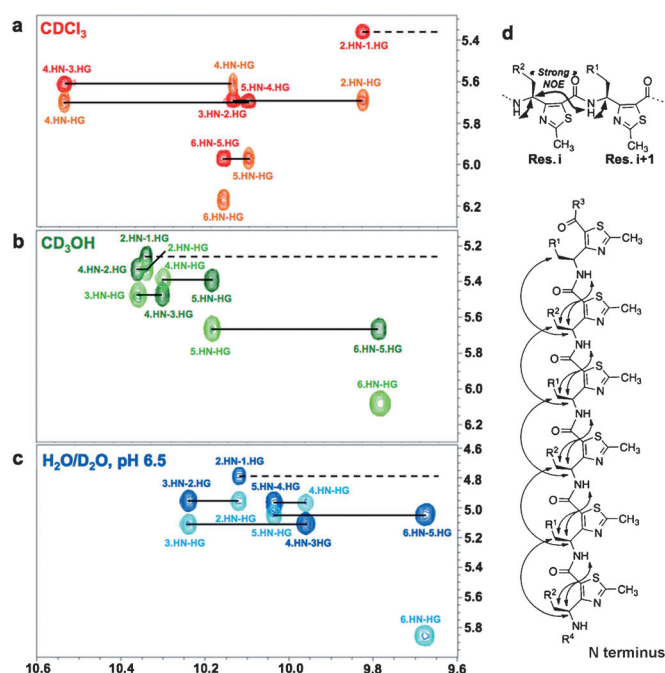 a
CDCl3
2.HN-1.HG
4.HN-3.HG
4.HN-HG
5.HN-4.HG
2.HN-HG
4.HN-HG
3.HN-2.HG
6.HN-5.HG
5.HN-HG
6.HN-HG
5.4
5.6
5.8
6.0
6.2
b
CD3OH
2.HN-1.HG
2.HN-HG
4.HN-2.HG
4.HN-HG
3.HN-HG
4.HN-3.HG
5.HN-HG
5.HN-HG
6.HN-5.HG
6.HN-HG
5.2
5.4
5.6
5.8
6.0
6.2
c
H2O/D2O, pH 6.5
2.HN-1.HG
3.HN-2.HG
5.HN-4.HG
4.HN-HG
2.HN-HG
3.HN-HG
5.HN-HG
4.HN-3HG
6.HN-5.HG
6.HN-HG
4.6
4.8
5.0
5.2
5.4
5.6
5.8
10.6
10.4
10.2
10.0
9.8
9.6
d
R2
« Strong »
NOE
R1
O
O
N
H
S
N
N
H
S
N
CH3
CH3
Res. i
Res. i+1
R3
O
R1
S
CH3
N
NH
O
S
R2
CH3
N
NH
O
S
R1
CH3
N
NH
O
S
R2
CH3
N
NH
O
S
R1
CH3
N
NH
O
S
R2
CH3
N
NH
R4
N terminus